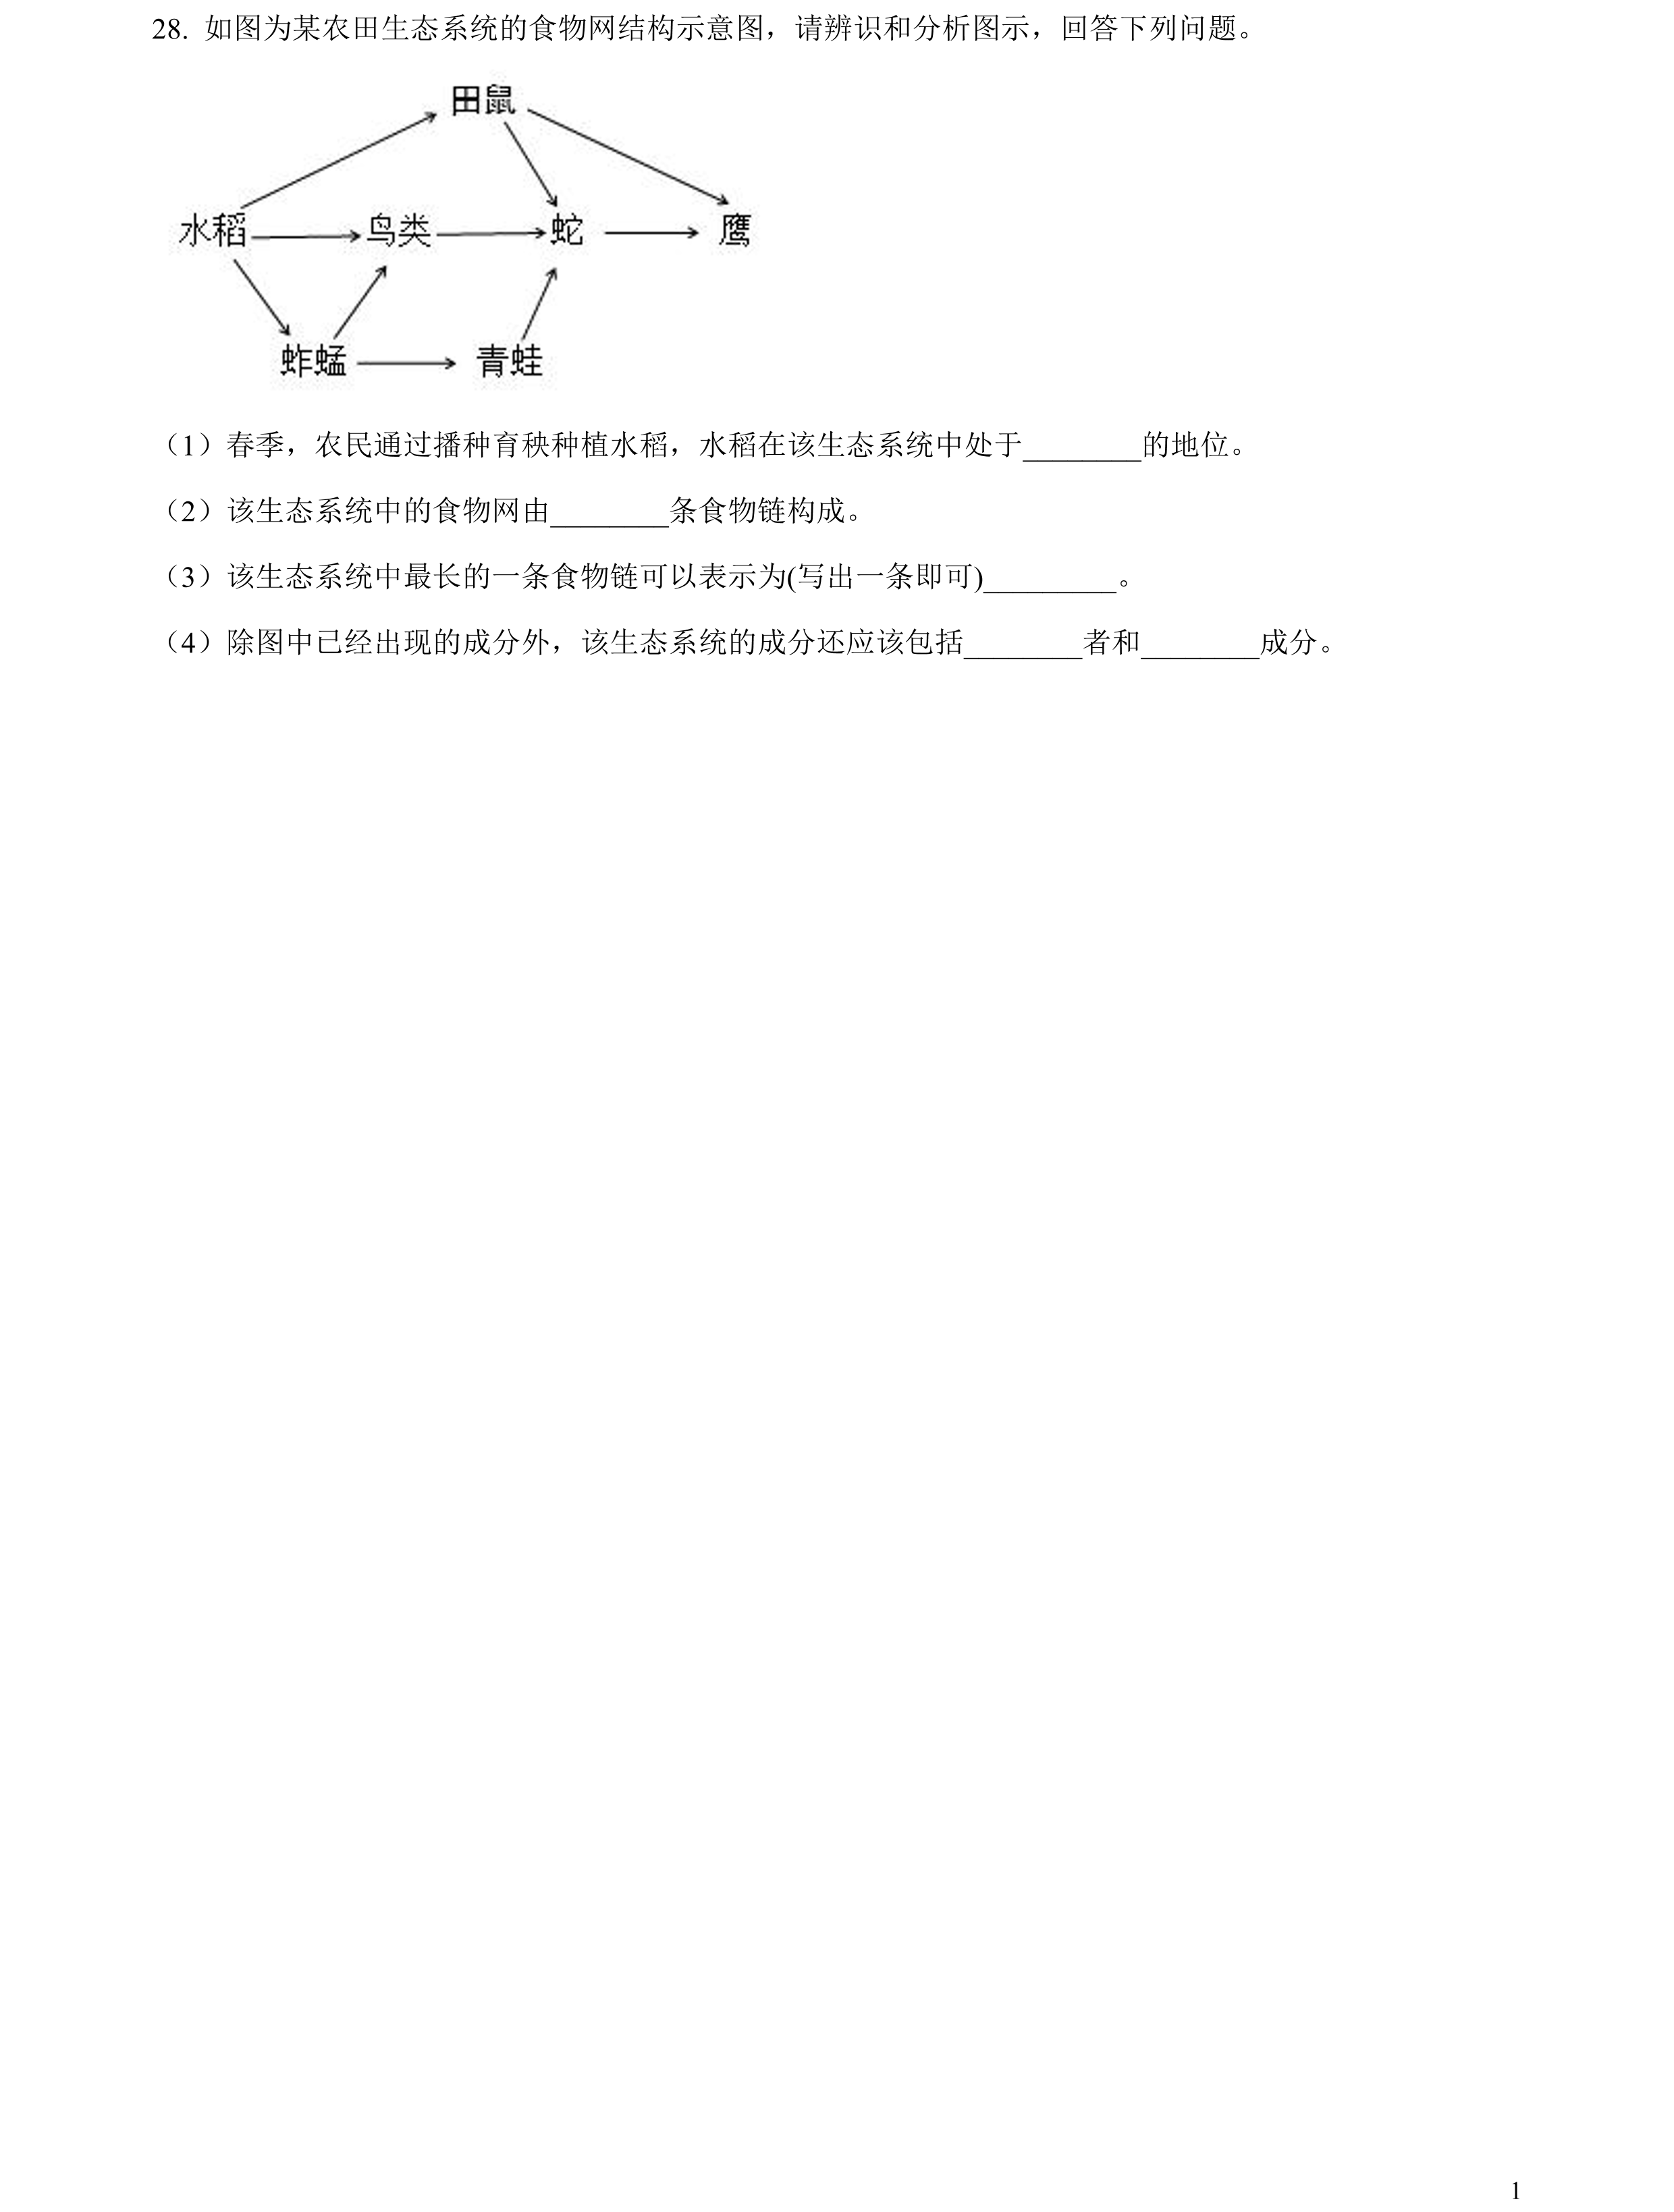 28. 如图为某农田生态系统的食物网结构示意图，请辨识和分析图示，回答下列问题。
田鼠
水稻 鸟类 蛇 鹰
蚱蜢 青蛙
（1）春季，农民通过播种育秧种植水稻，水稻在该生态系统中处于________的地位。
（2）该生态系统中的食物网由________条食物链构成。
（3）该生态系统中最长的一条食物链可以表示为(写出一条即可)_________。
（4）除图中已经出现的成分外，该生态系统的成分还应该包括________者和________成分。
1